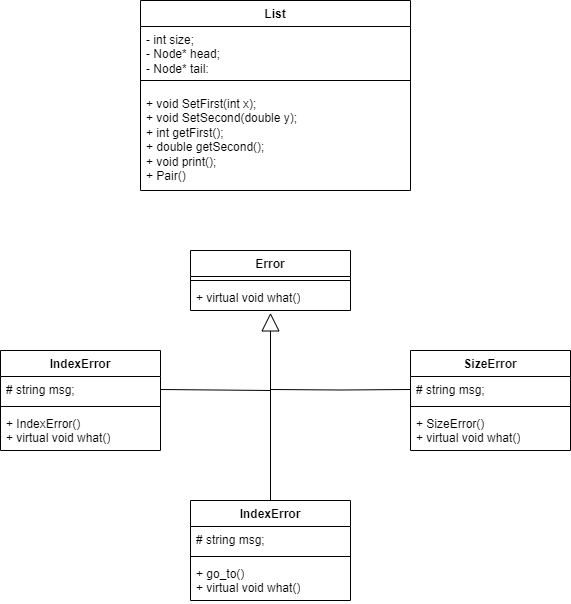 List
- int size;
- Node* head;
- Node* tail:
+ void SetFirst(int x);
+ void SetSecond(double y);
+ int getFirst();
+ double getSecond();
+ void print();
+ Pair()
Error
+ virtual void what()
IndexError
# string msg;
+ IndexError()
+ virtual void what()
SizeError
# string msg;
+ SizeError()
+ virtual void what()
IndexError
# string msg;
+ go_to()
+ virtual void what()